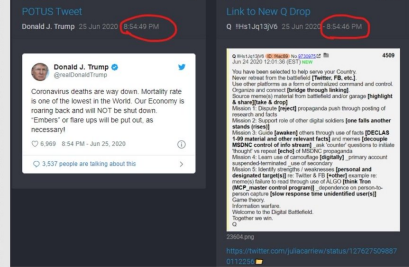 POTUS Tweet
Donald J. Trump 25 Jun 2020 - 8:54:49 PM
Donald J. Trump
@realDonaldTrump
Coronavirus deaths are way down. Mortality rate
is one of the lowest in the World. Our Economy is
roaring back and will NOT be shut down.
“Embers” or flare ups will be put out, as
necessary!
6,969 8:54 PM - Jun 25, 2020
3,537 people are talking about this
Link to New Q Drop
Q !!Hs1Jq13jV6 25 Jun 2020 - 8:54:46 PM
4509
Jun 24 2020 12:01:36 (EST) NEW
You have been selected to help serve your Country.
Never retreat from the battlefield [Twitter, FB, etc.].
Use other platforms as a form of centralized command and control.
Organize and connect [bridge through linking].
Source meme(s) material from battlefield and/or garage [highlight
& share][take & drop]
Mission 1: Dispute [reject] propaganda push through posting of
research and facts
Mission 2: Support role of other digital soldiers [one falls another
stands (rises)]
Mission 3: Guide [awaken] others through use of facts [DECLAS
1-99 material and other relevant facts] and memes [decouple
MSDNC control of info stream] _ask 'counter' questions to initiate
'thought' vs repeat [echo] of MSDNC propaganda
Mission 4: Learn use of camouflage [digitally] _primary account
suspended-terminated _use of secondary
Mission 5: Identify strengths / weaknesses [personal and
designated target(s)] re: Twitter & FB [+other] example re:
meme(s) failure to read through use of ALGO [think Tron
(MCP_master control program)] _dependence on person-to-
person capture [slow response time unidentified user(s)]
Game theory.
Information warfare.
Welcome to the Digital Battlefield.
Together we win.
Q
23604.png
https://twitter.com/juliacarriew/status/127627509887
0112256